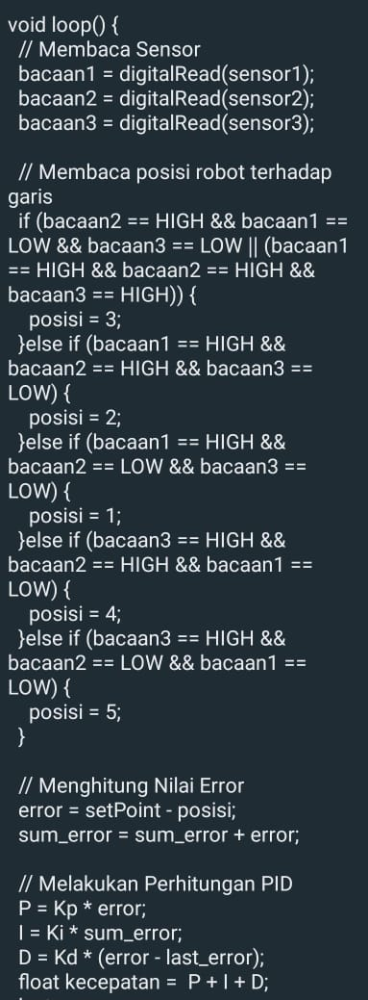 void loop() {
// Membaca Sensor
bacaan1 = digitalRead(sensor1);
bacaan2 = digitalRead(sensor2);
bacaan3 = digitalRead(sensor3);
// Membaca posisi robot terhadap
garis
if (bacaan2 == HIGH && bacaan1 ==
LOW && bacaan3 == LOW || (bacaan1
== HIGH && bacaan2 == HIGH &&
bacaan3 == HIGH)) {
posisi = 3;
}else if (bacaan1 == HIGH &&
bacaan2 == HIGH && bacaan3 ==
LOW) {
posisi = 2;
}else if (bacaan1 == HIGH &&
bacaan2 == LOW && bacaan3 ==
LOW) {
posisi = 1;
}else if (bacaan3 == HIGH &&
bacaan2 == HIGH && bacaan1 ==
LOW) {
posisi = 4;
}else if (bacaan3 == HIGH &&
bacaan2 == LOW && bacaan1 ==
LOW) {
posisi = 5;
}
// Menghitung Nilai Error
error = setPoint - posisi;
sum_error = sum_error + error;
// Melakukan Perhitungan PID
P = Kp * error;
I = Ki * sum_error;
D = Kd * (error - last_error);
float kecepatan = P + I + D;